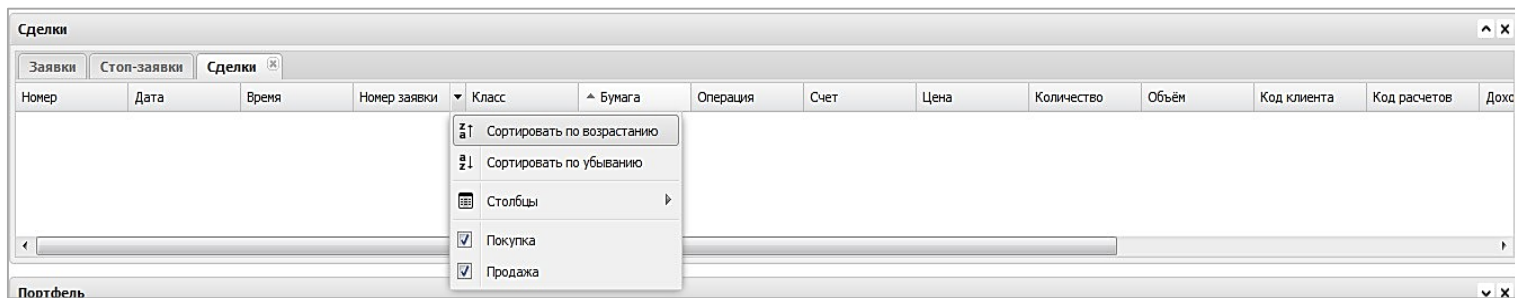 Сделки
Заявки Стоп-заявки Сделки
Номер Дата Время Номер заявки Класс Бумага Операция Счет Цена Количество Объём Код клиента Код расчетов Дохо
Сортировать по возрастанию
Сортировать по убыванию
Столбцы
Покупка
Продажа
Портфель